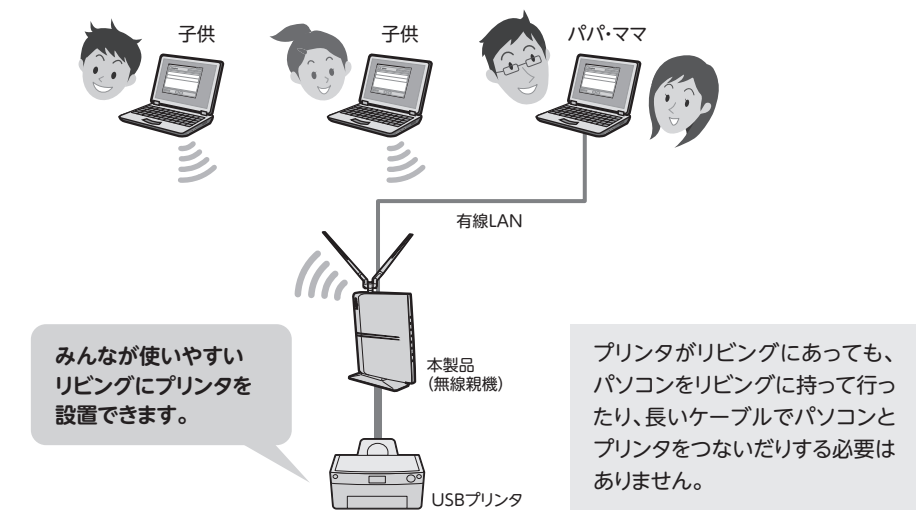 子供
子供
パパ・ママ
有線LAN
本製品
（無線親機）
みんなが使いやすい
リビングにプリンタを
設置できます。
プリンタがリビングにあっても、
パソコンをリビングに持って行っ
たり、長いケーブルでパソコンと
プリンタをつないだりする必要は
ありません。
USBプリンタ